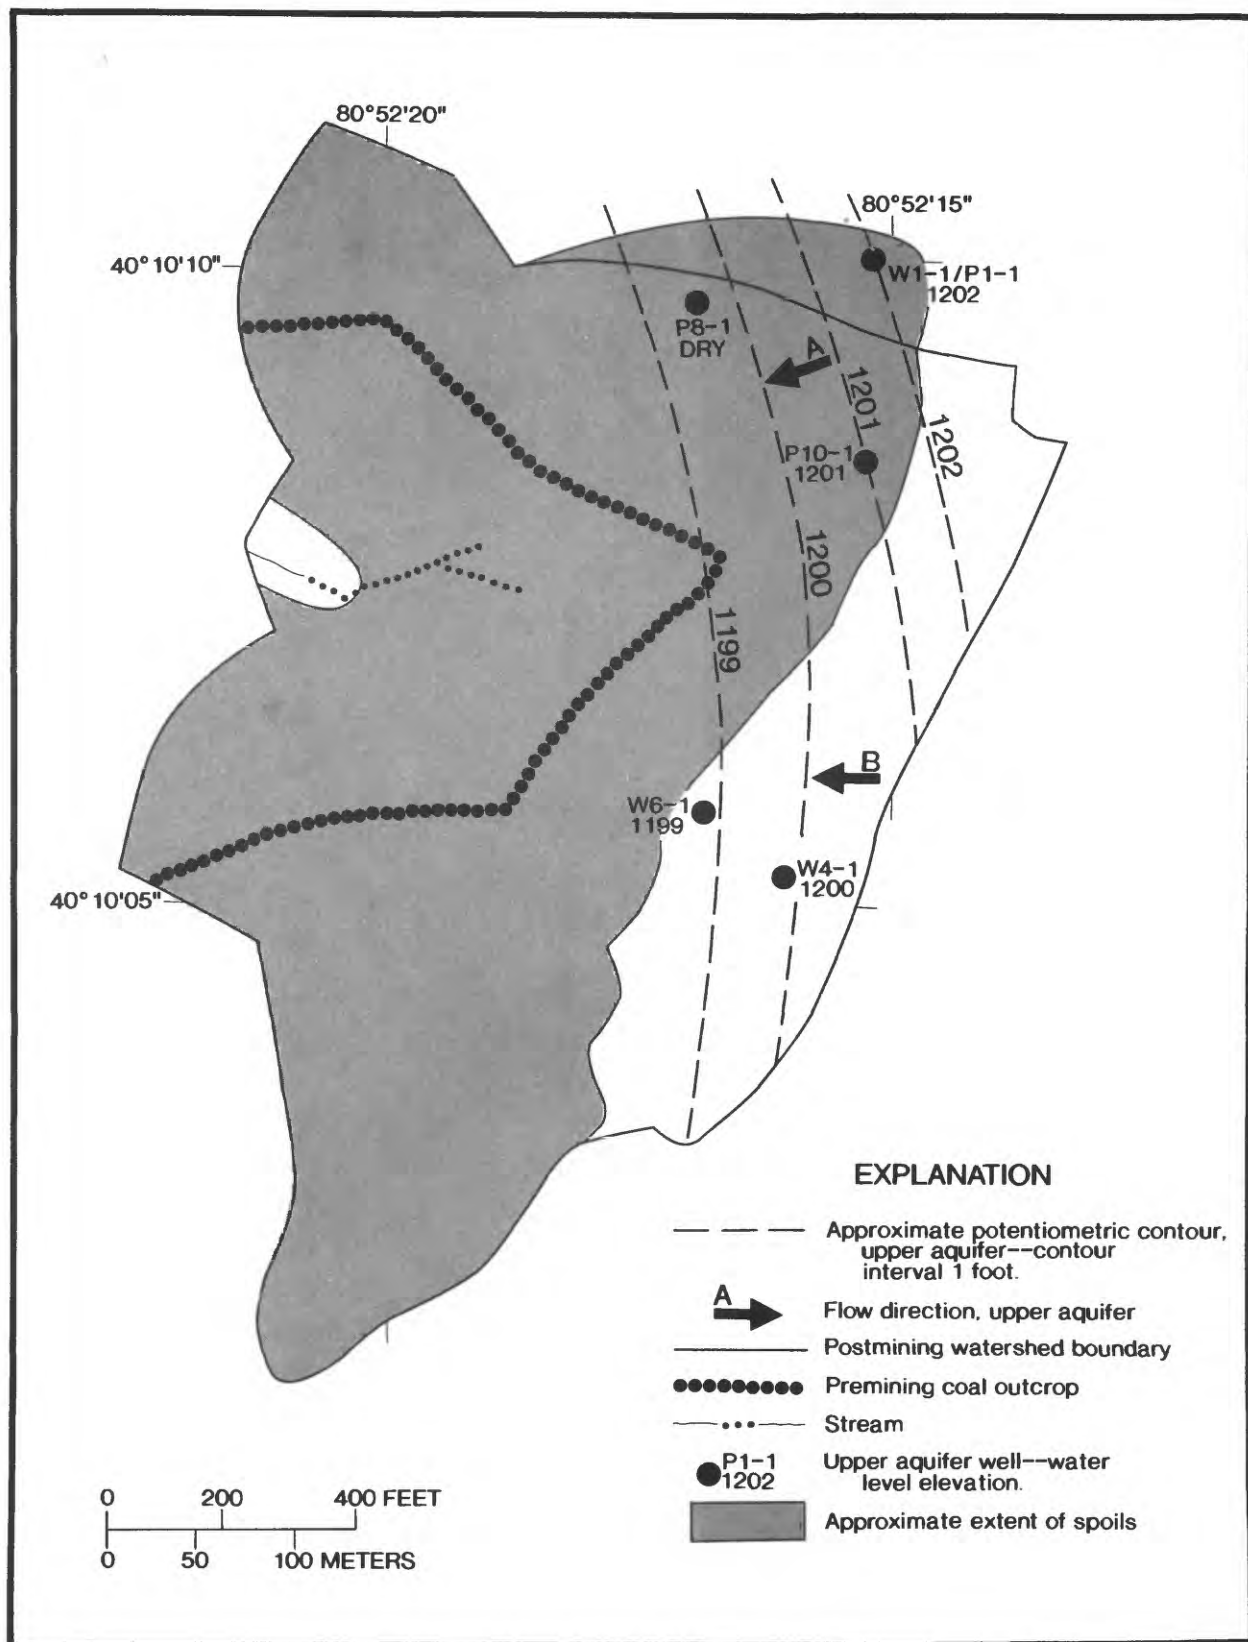 80°52'20"
80°52'15"
40°10'10"
W1-1/P1-1
1202
P8-1
DRY
A
1201
1202
P10-1
1201
1200
1199
B
W6-1
1199
W4-1
1200
40°10'05"
EXPLANATION
Approximate potentiometric contour,
upper aquifer--contour
interval 1 foot.
A
Flow direction, upper aquifer
Postmining watershed boundary
Premining coal outcrop
Stream
P1-1
1202
Upper aquifer well--water
level elevation.
Approximate extent of spoils
0 200 400 FEET
0 50 100 METERS